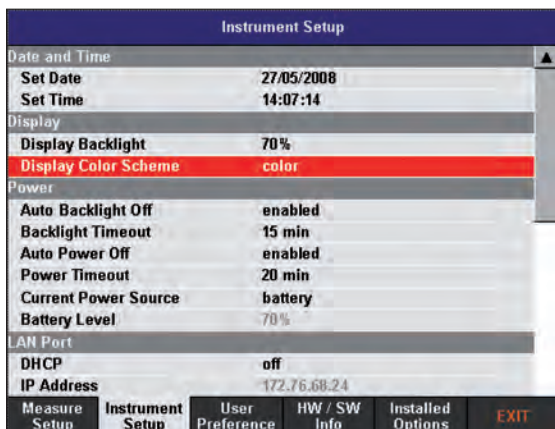 Instrument Setup
Date and Time
Set Date 27/05/2008
Set Time 14:07:14
Display
Display Backlight 70%
Display Color Scheme color
Power
Auto Backlight Off enabled
Backlight Timeout 15 min
Auto Power Off enabled
Power Timeout 20 min
Current Power Source battery
Battery Level 70%
LAN Port
DHCP off
IP Address 172.76.68.24
Measure Setup
Instrument Setup
User Preference
HW / SW Info
Installed Options
EXIT